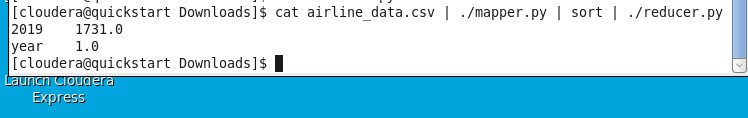 [cloudera@quickstart Downloads]$ cat airline_data.csv | ./mapper.py | sort | ./reducer.py
2019    1731.0
year    1.0
[cloudera@quickstart Downloads]$
Launch Cloudera
Express